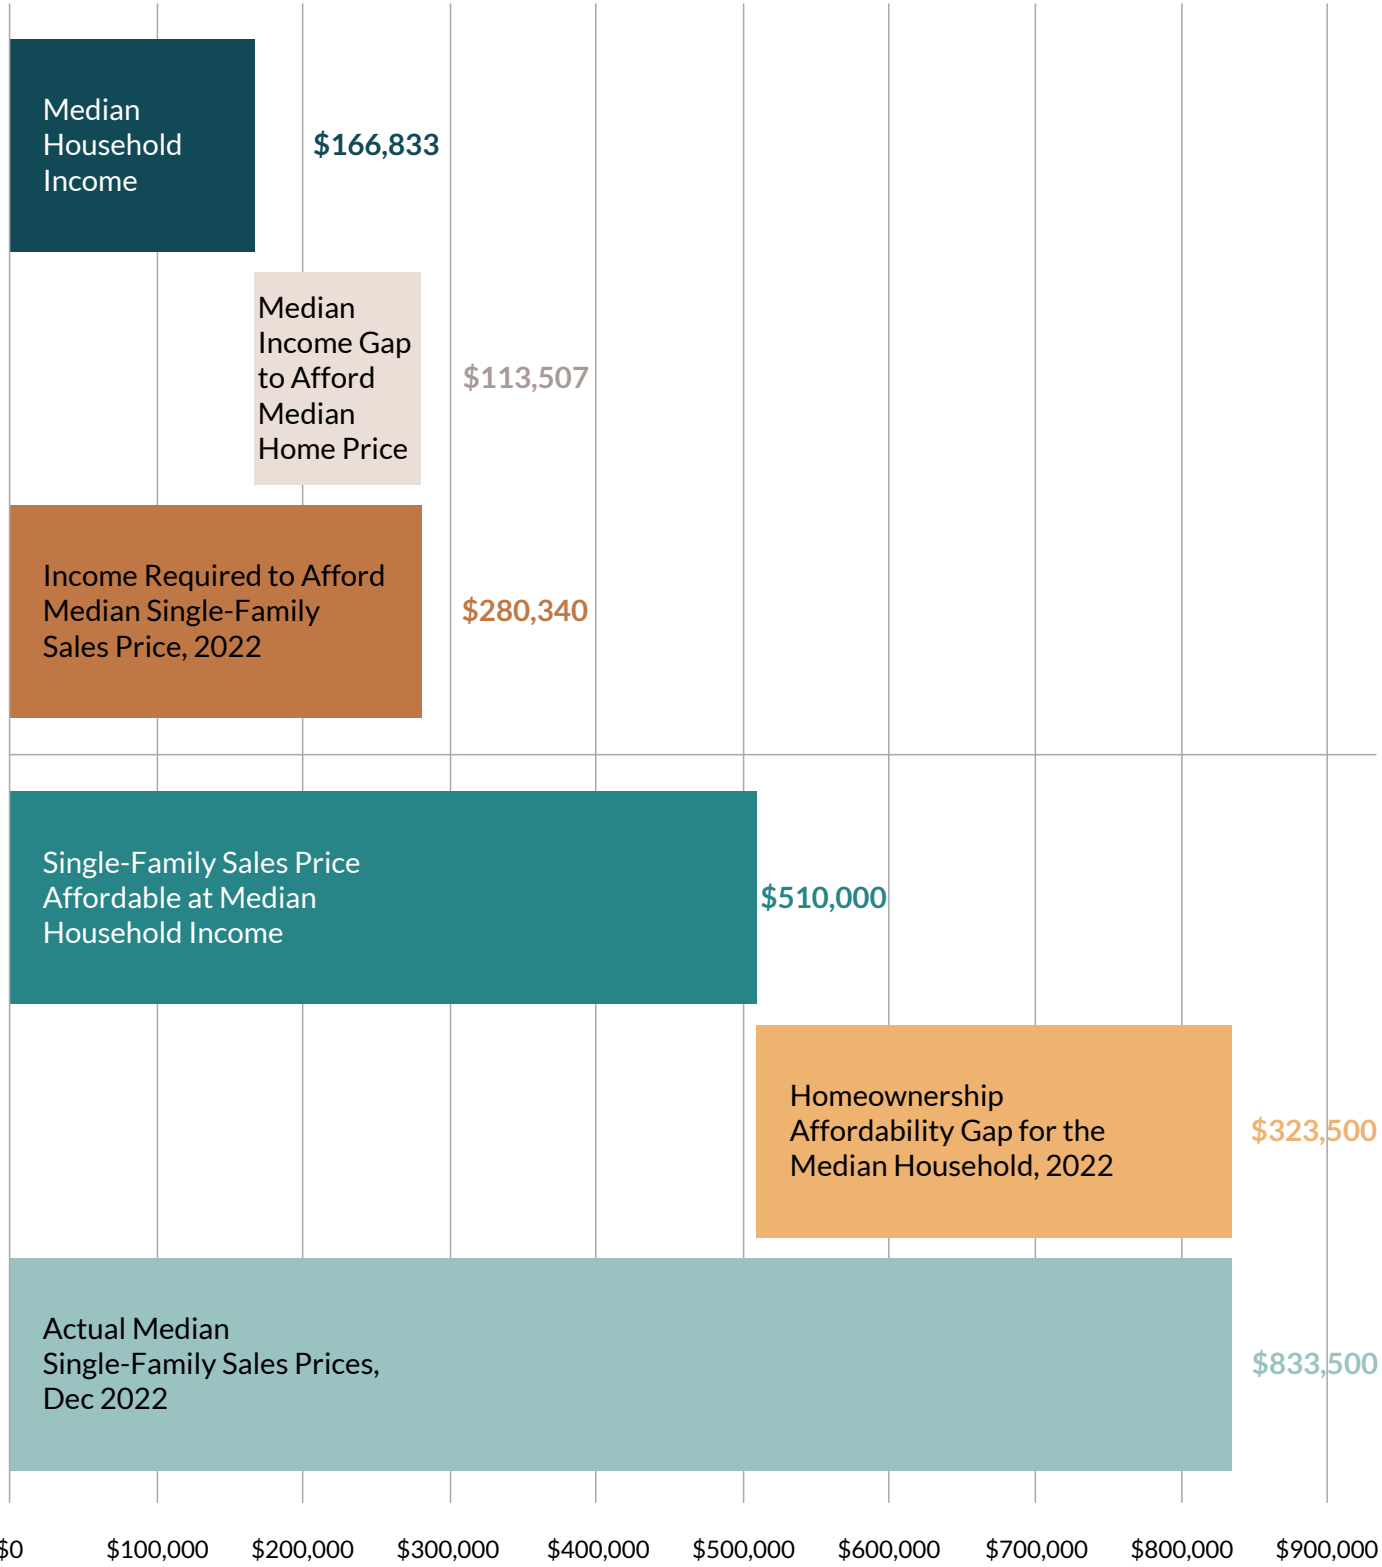 Median
Household
Income
$166,833
Median
Income Gap
to Afford
Median
Home Price
$113,507
Income Required to Afford
Median Single-Family
Sales Price, 2022
$280,340
Single-Family Sales Price
Affordable at Median
Household Income
$510,000
Homeownership
Affordability Gap for the
Median Household, 2022
$323,500
Actual Median
Single-Family Sales Prices,
Dec 2022
$833,500
$0 $100,000 $200,000 $300,000 $400,000 $500,000 $600,000 $700,000 $800,000 $900,000